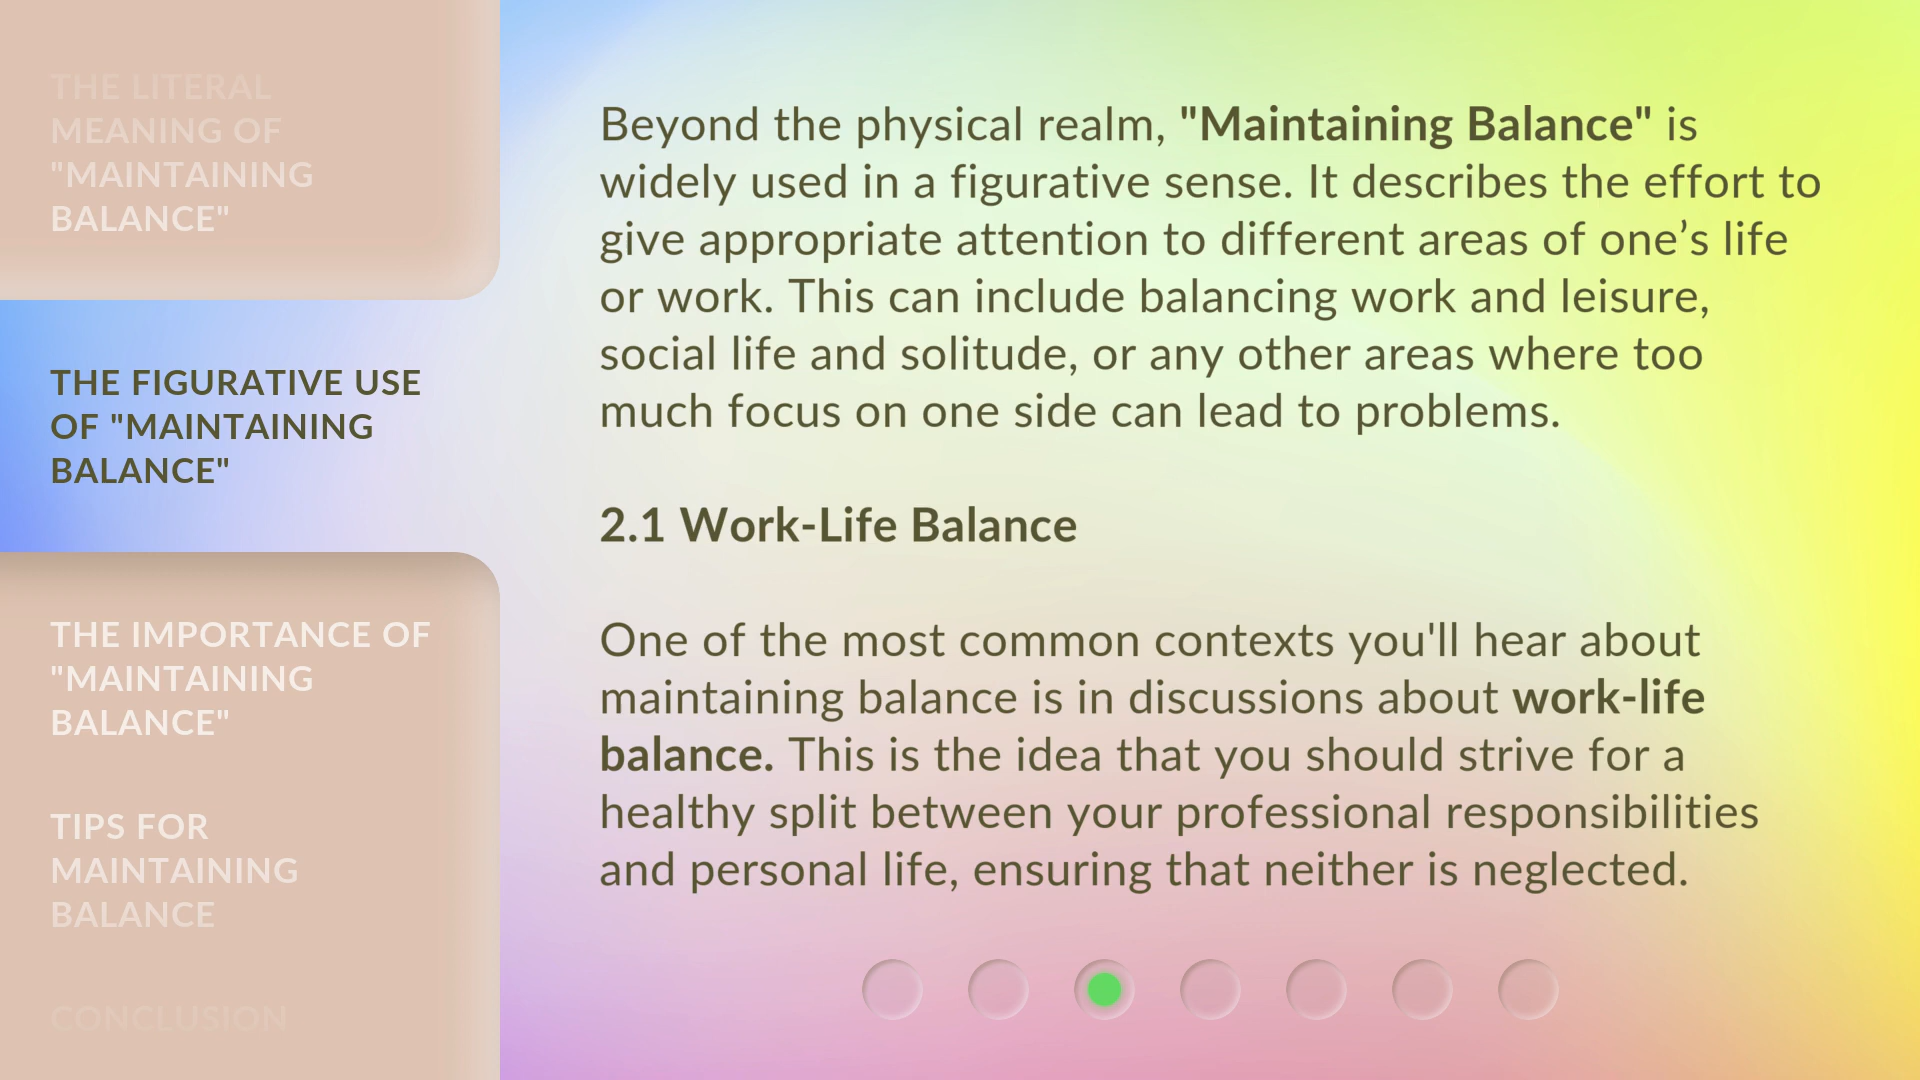 THE LITERAL
MEANING OF
"MAINTAINING
BALANCE"
THE FIGURATIVE USE
OF "MAINTAINING
BALANCE"
THE IMPORTANCE OF
"MAINTAINING
BALANCE"
TIPS FOR
MAINTAINING
BALANCE
CONCLUSION
Beyond the physical realm, "Maintaining Balance" is
widely used in a figurative sense. It describes the effort to
give appropriate attention to different areas of one’s life
or work. This can include balancing work and leisure,
social life and solitude, or any other areas where too
much focus on one side can lead to problems.
2.1 Work-Life Balance
One of the most common contexts you'll hear about
maintaining balance is in discussions about work-life
balance. This is the idea that you should strive for a
healthy split between your professional responsibilities
and personal life, ensuring that neither is neglected.